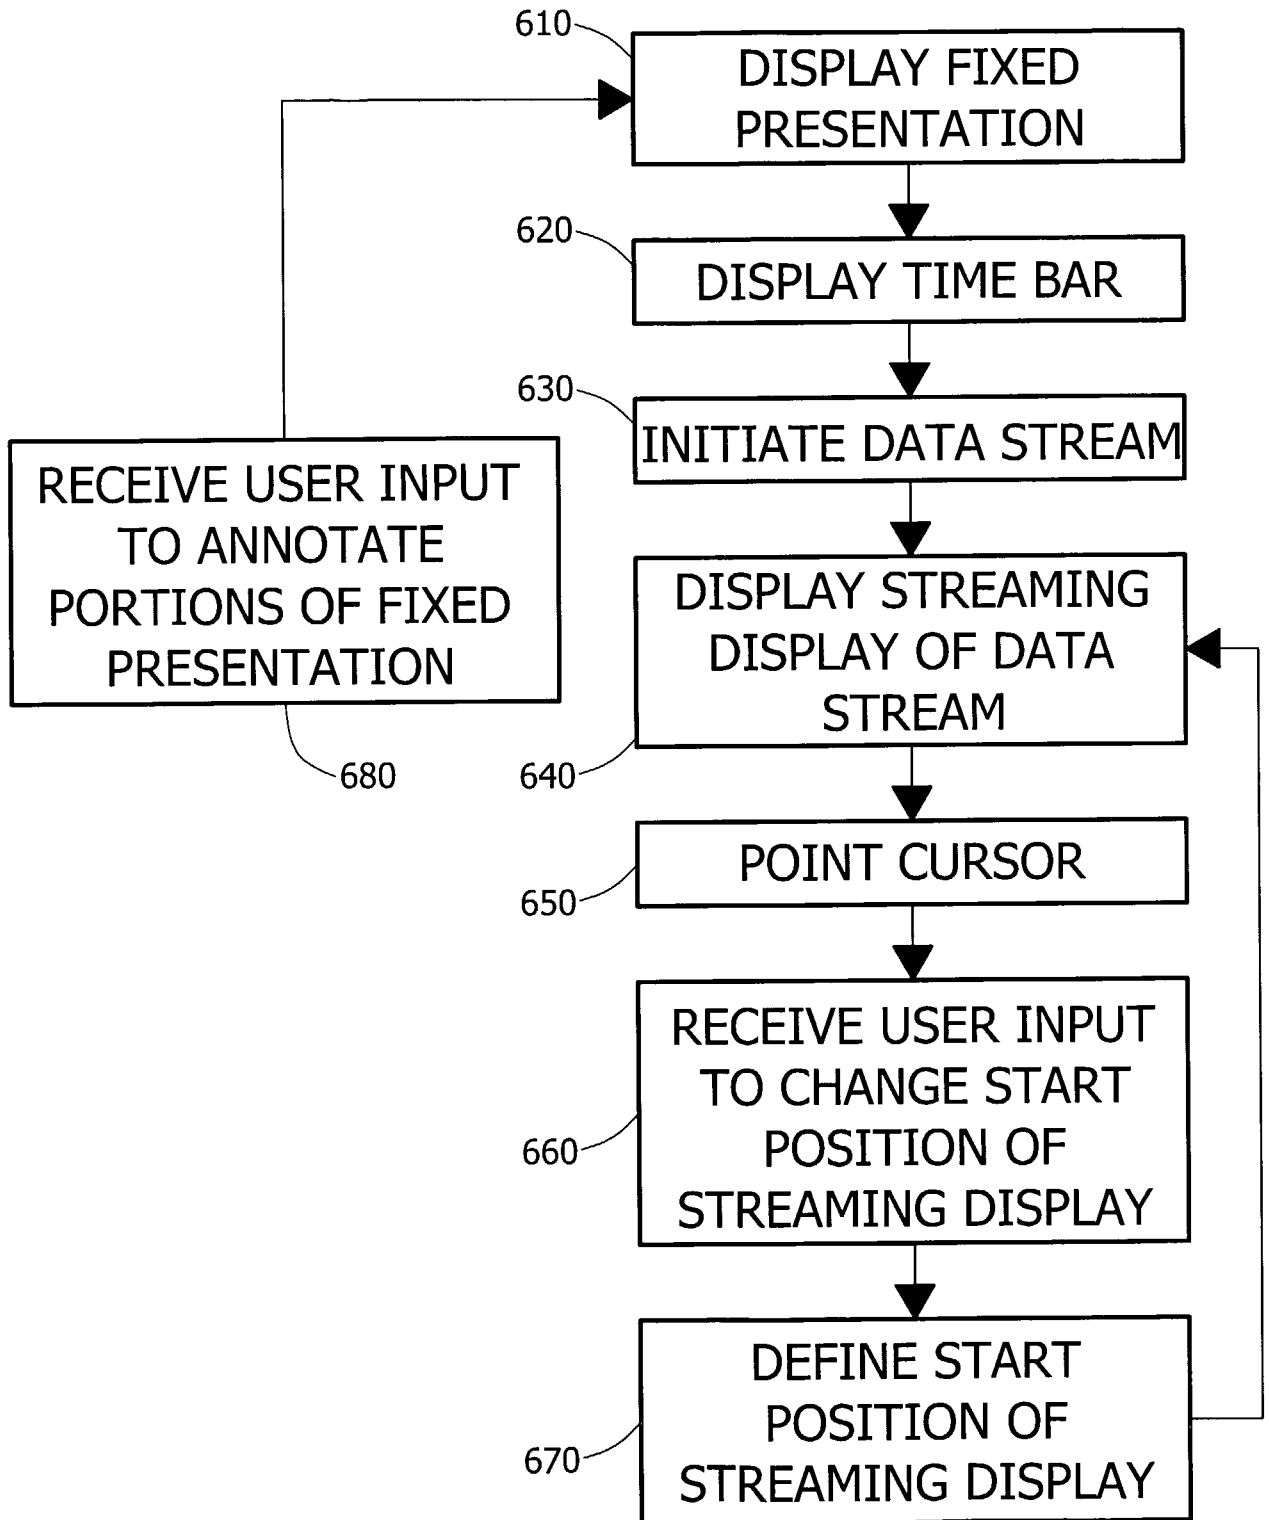 610
DISPLAY FIXED
PRESENTATION
620
DISPLAY TIME BAR
630
INITIATE DATA STREAM
RECEIVE USER INPUT
TO ANNOTATE
PORTIONS OF FIXED
PRESENTATION
680
DISPLAY STREAMING
DISPLAY OF DATA
STREAM
640
POINT CURSOR
650
RECEIVE USER INPUT
TO CHANGE START
POSITION OF
STREAMING DISPLAY
660
DEFINE START
POSITION OF
STREAMING DISPLAY
670